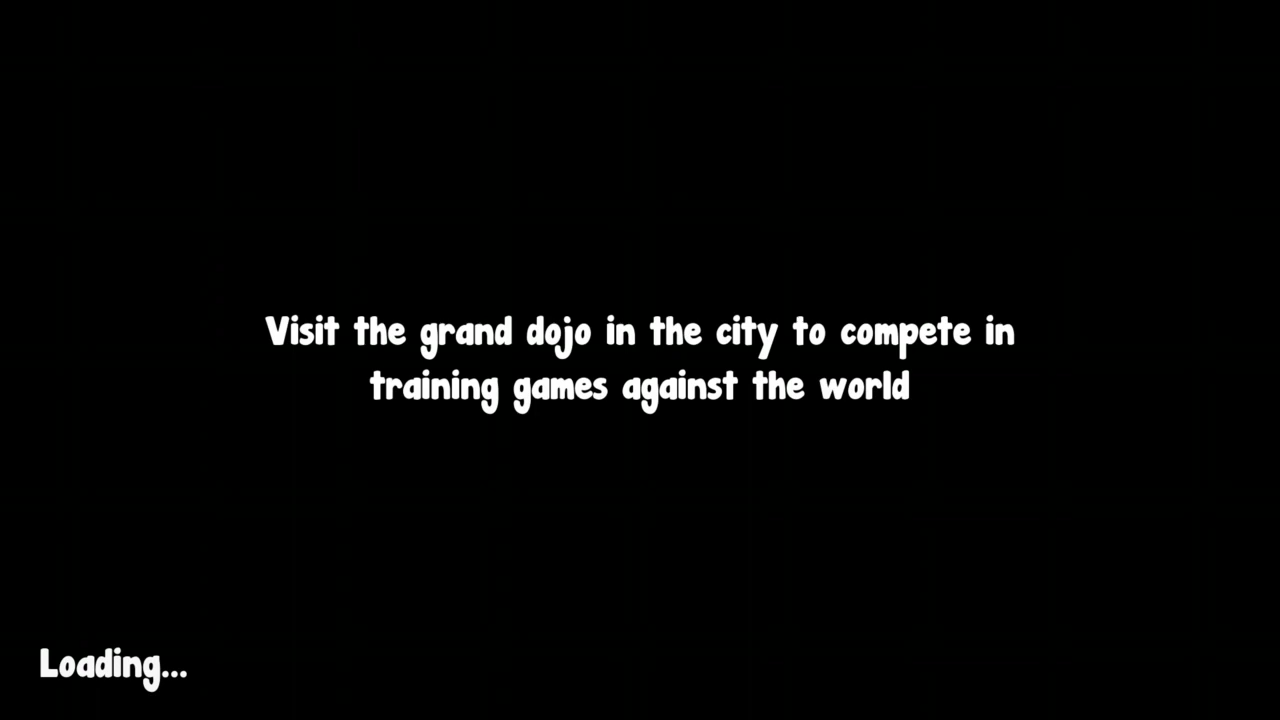 Visit the grand dojo in the city to compete in
training games against the world
Loading...